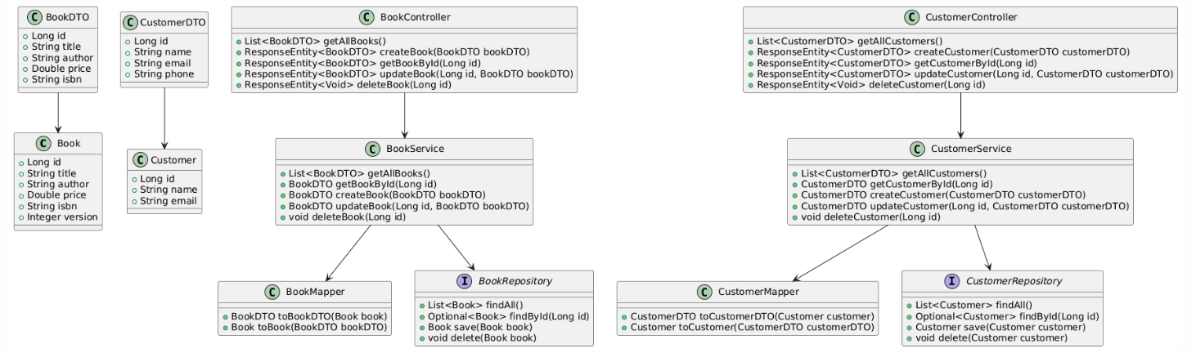 C BookDTO
Long id
String title
String author
Double price
String isbn
C CustomerDTO
Long id
String name
String email
String phone
C BookController
List<BookDTO> getAllBooks()
ResponseEntity<BookDTO> createBook(BookDTO bookDTO)
ResponseEntity<BookDTO> getBookById(Long id)
ResponseEntity<BookDTO> updateBook(Long id, BookDTO bookDTO)
ResponseEntity<Void> deleteBook(Long id)
C CustomerController
List<CustomerDTO> getAllCustomers()
ResponseEntity<CustomerDTO> createCustomer(CustomerDTO customerDTO)
ResponseEntity<CustomerDTO> getCustomerById(Long id)
ResponseEntity<CustomerDTO> updateCustomer(Long id, CustomerDTO customerDTO)
ResponseEntity<Void> deleteCustomer(Long id)
C Book
Long id
String title
String author
Double price
String isbn
Integer version
C Customer
Long id
String name
String email
C BookService
List<BookDTO> getAllBooks()
BookDTO getBookById(Long id)
BookDTO createBook(BookDTO bookDTO)
BookDTO updateBook(Long id, BookDTO bookDTO)
void deleteBook(Long id)
C CustomerService
List<CustomerDTO> getAllCustomers()
CustomerDTO getCustomerById(Long id)
CustomerDTO createCustomer(CustomerDTO customerDTO)
CustomerDTO updateCustomer(Long id, CustomerDTO customerDTO)
void deleteCustomer(Long id)
C BookMapper
BookDTO toBookDTO(Book book)
Book toBook(BookDTO bookDTO)
I BookRepository
List<Book> findAll()
Optional<Book> findById(Long id)
Book save(Book book)
void delete(Book book)
C CustomerMapper
CustomerDTO toCustomerDTO(Customer customer)
Customer toCustomer(CustomerDTO customerDTO)
I CustomerRepository
List<Customer> findAll()
Optional<Customer> findById(Long id)
Customer save(Customer customer)
void delete(Customer customer)